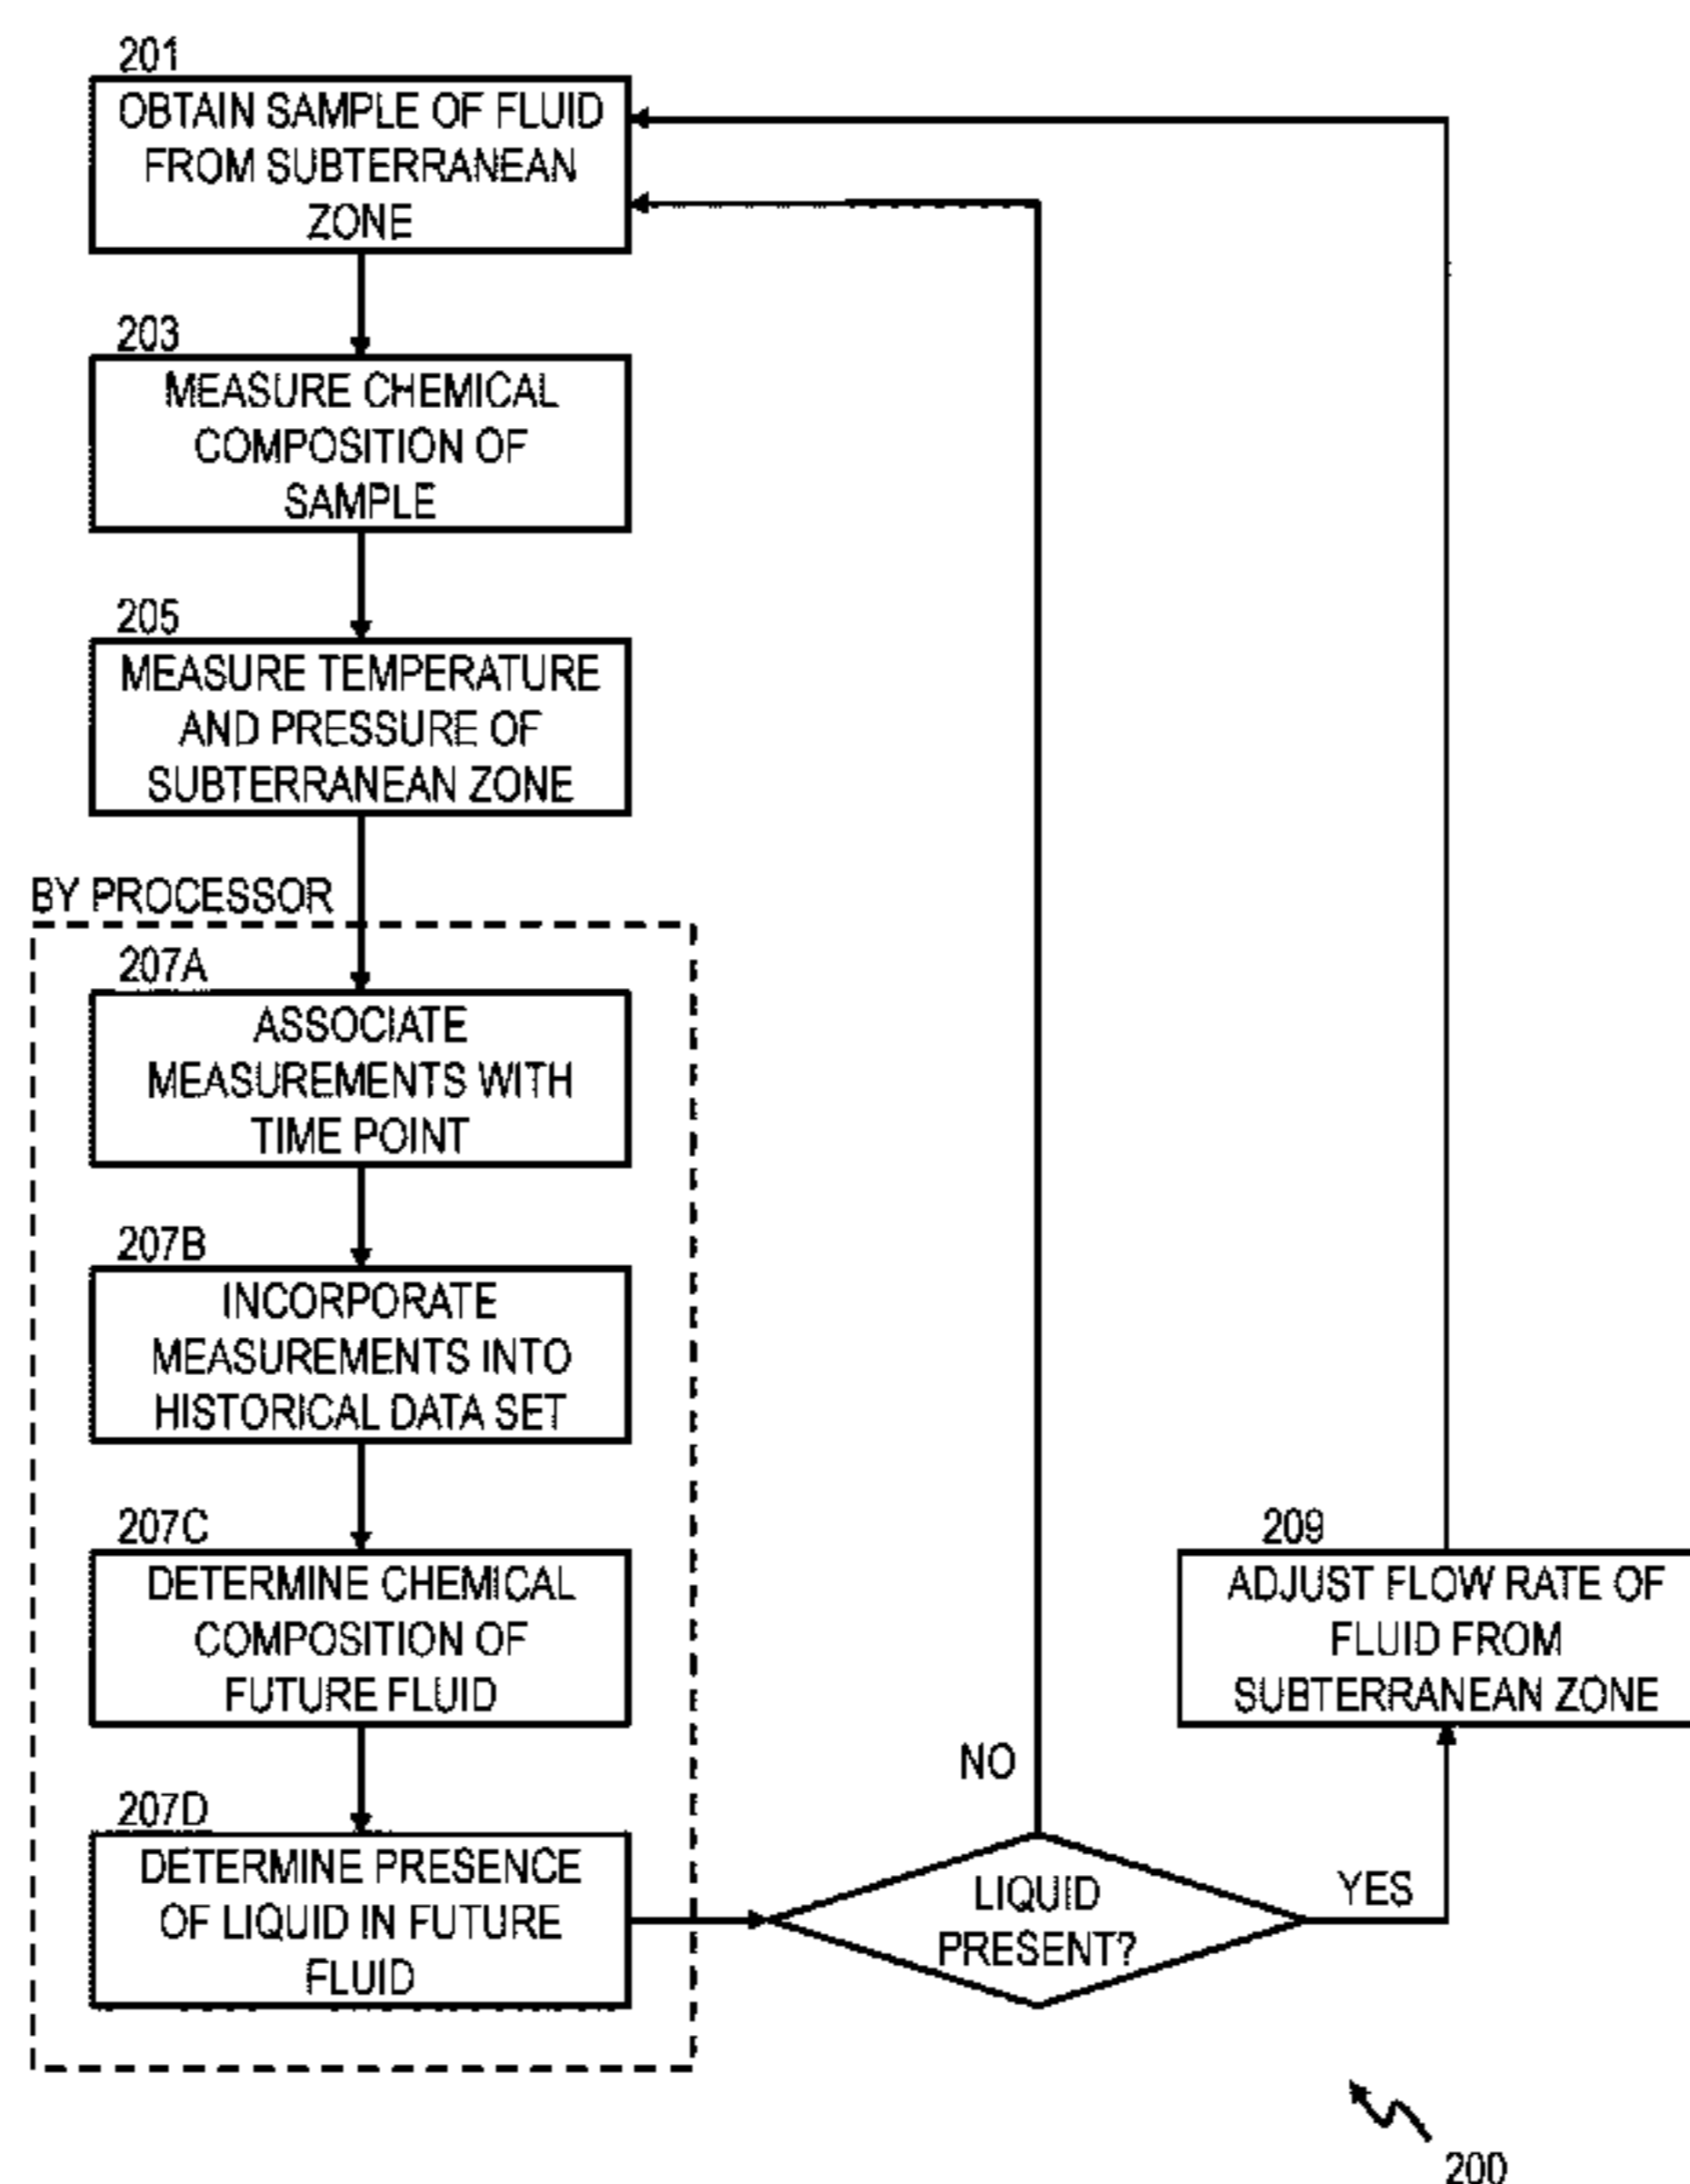 201
OBTAIN SAMPLE OF FLUID
FROM SUBTERRANEAN
ZONE
203
MEASURE CHEMICAL
COMPOSITION OF
SAMPLE
205
MEASURE TEMPERATURE
AND PRESSURE OF
SUBTERRANEAN ZONE
BY PROCESSOR
207A
ASSOCIATE
MEASUREMENTS WITH
TIME POINT
207B
INCORPORATE
MEASUREMENTS INTO
HISTORICAL DATA SET
207C
DETERMINE CHEMICAL
COMPOSITION OF
FUTURE FLUID
207D
DETERMINE PRESENCE
OF LIQUID IN FUTURE
FLUID
LIQUID
PRESENT?
NO
YES
209
ADJUST FLOW RATE OF
FLUID FROM
SUBTERRANEAN ZONE
200